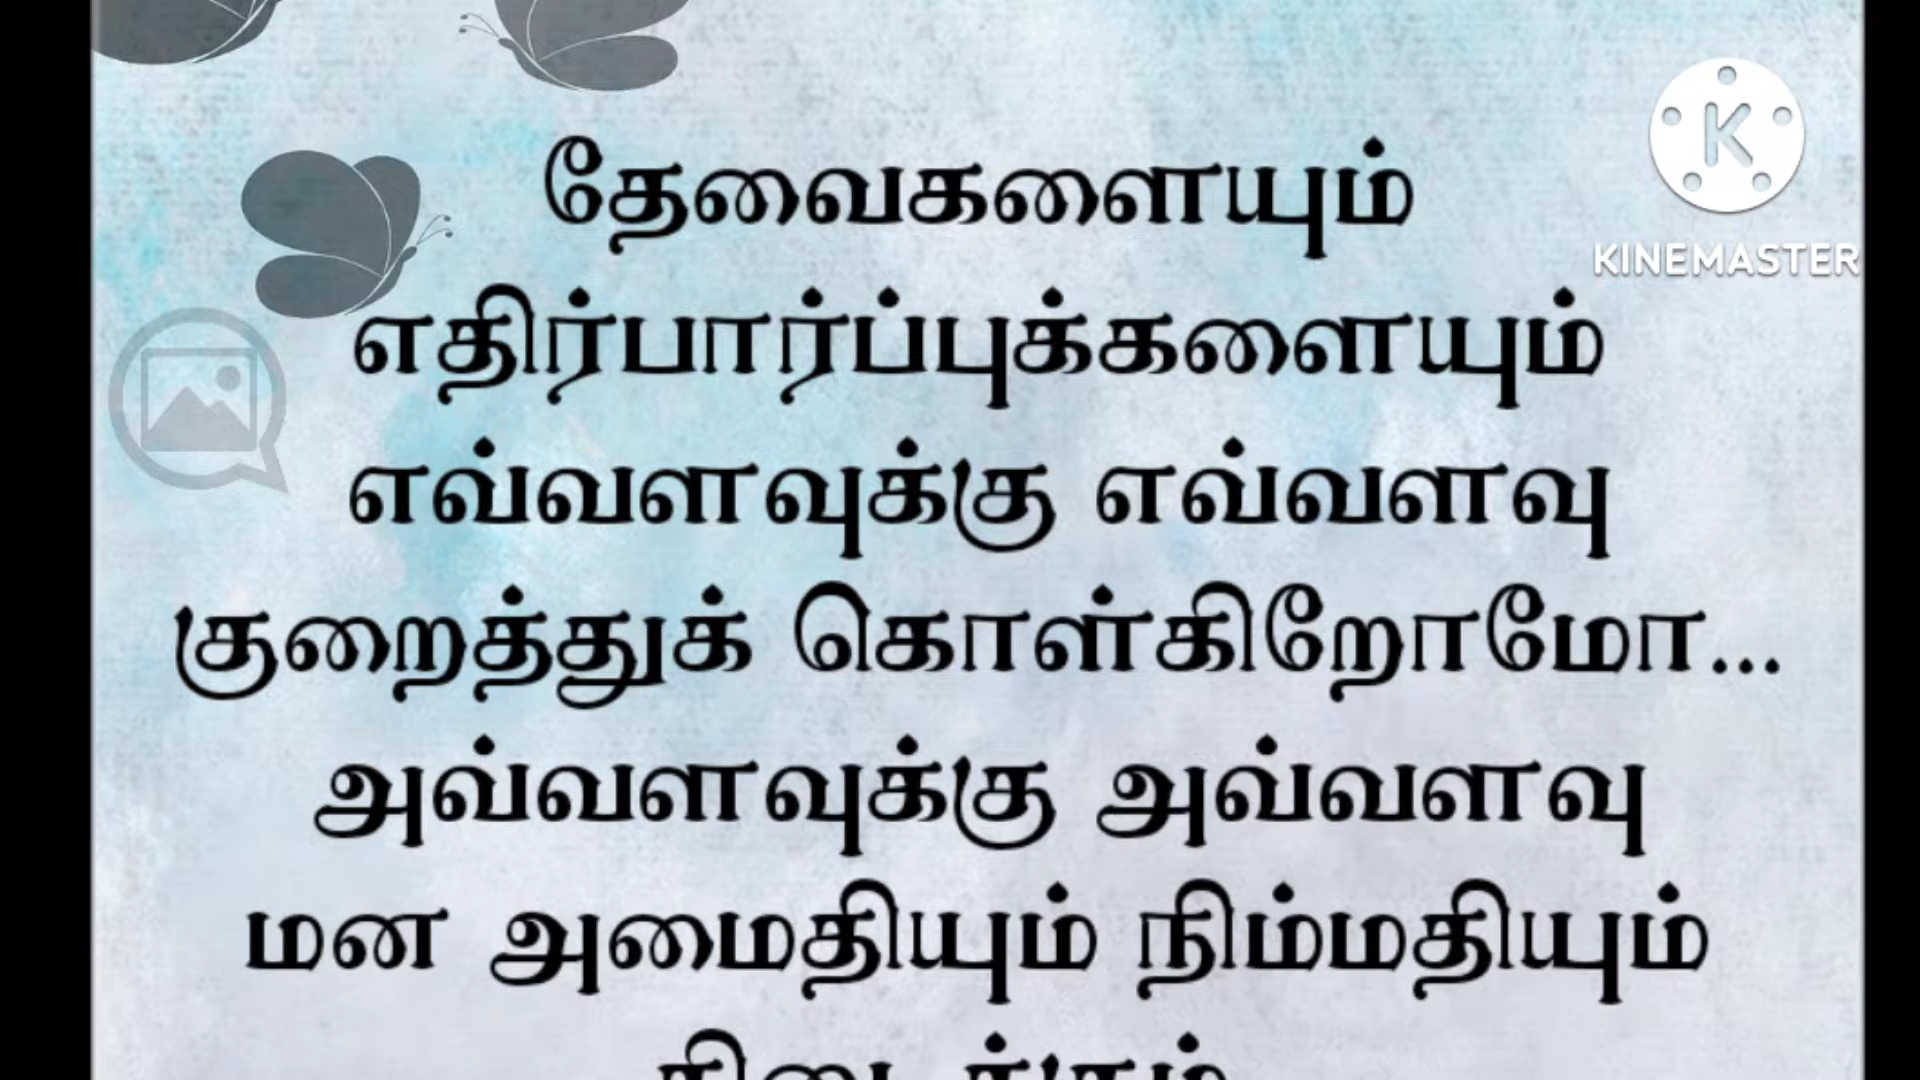 KINEMASTER
தேவைகளையும்
எதிர்பார்ப்புக்களையும்
எவ்வளவுக்கு எவ்வளவு
குறைத்துக் கொள்கிறோமோ...
அவ்வளவுக்கு அவ்வளவு
மன அமைதியும் நிம்மதியும்